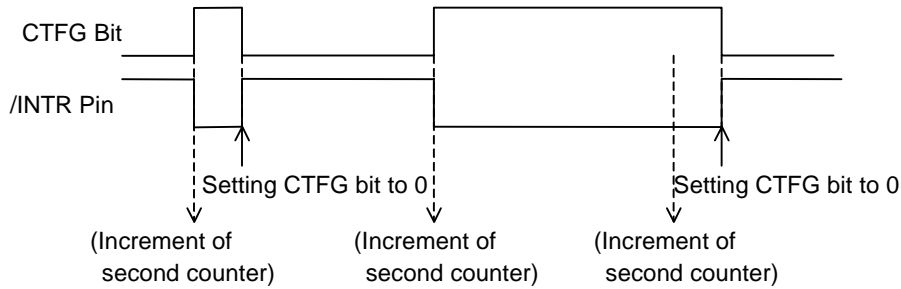 CTFG Bit
/INTR Pin
Setting CTFG bit to 0
Setting CTFG bit to 0
(Increment of
second counter)
(Increment of
second counter)
(Increment of
second counter)